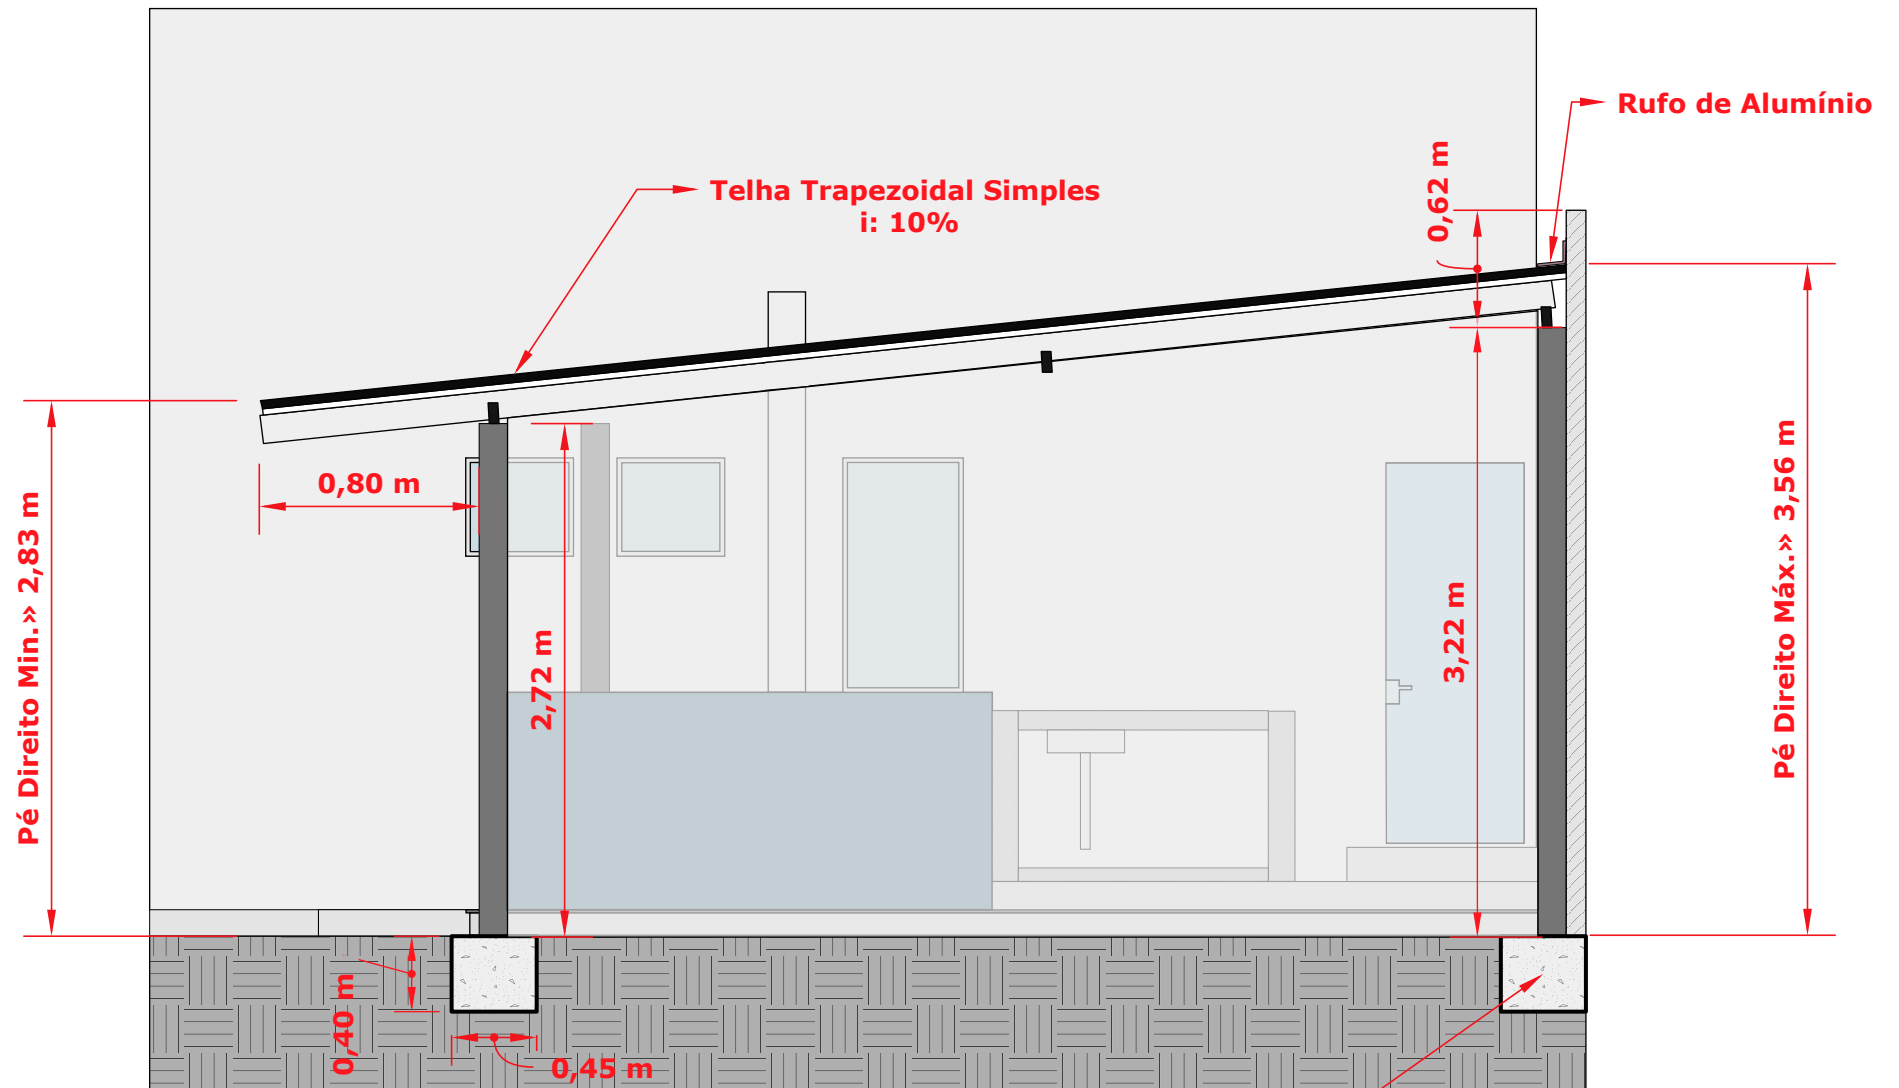 Rufo de Alumínio
0,62 m
Telha Trapezoidal Simples
i: 10%
0,80 m
Pé Direito Min.» 2,83 m
2,72 m
3,22 m
Pé Direito Máx.» 3,56 m
0,40 m
0,45 m